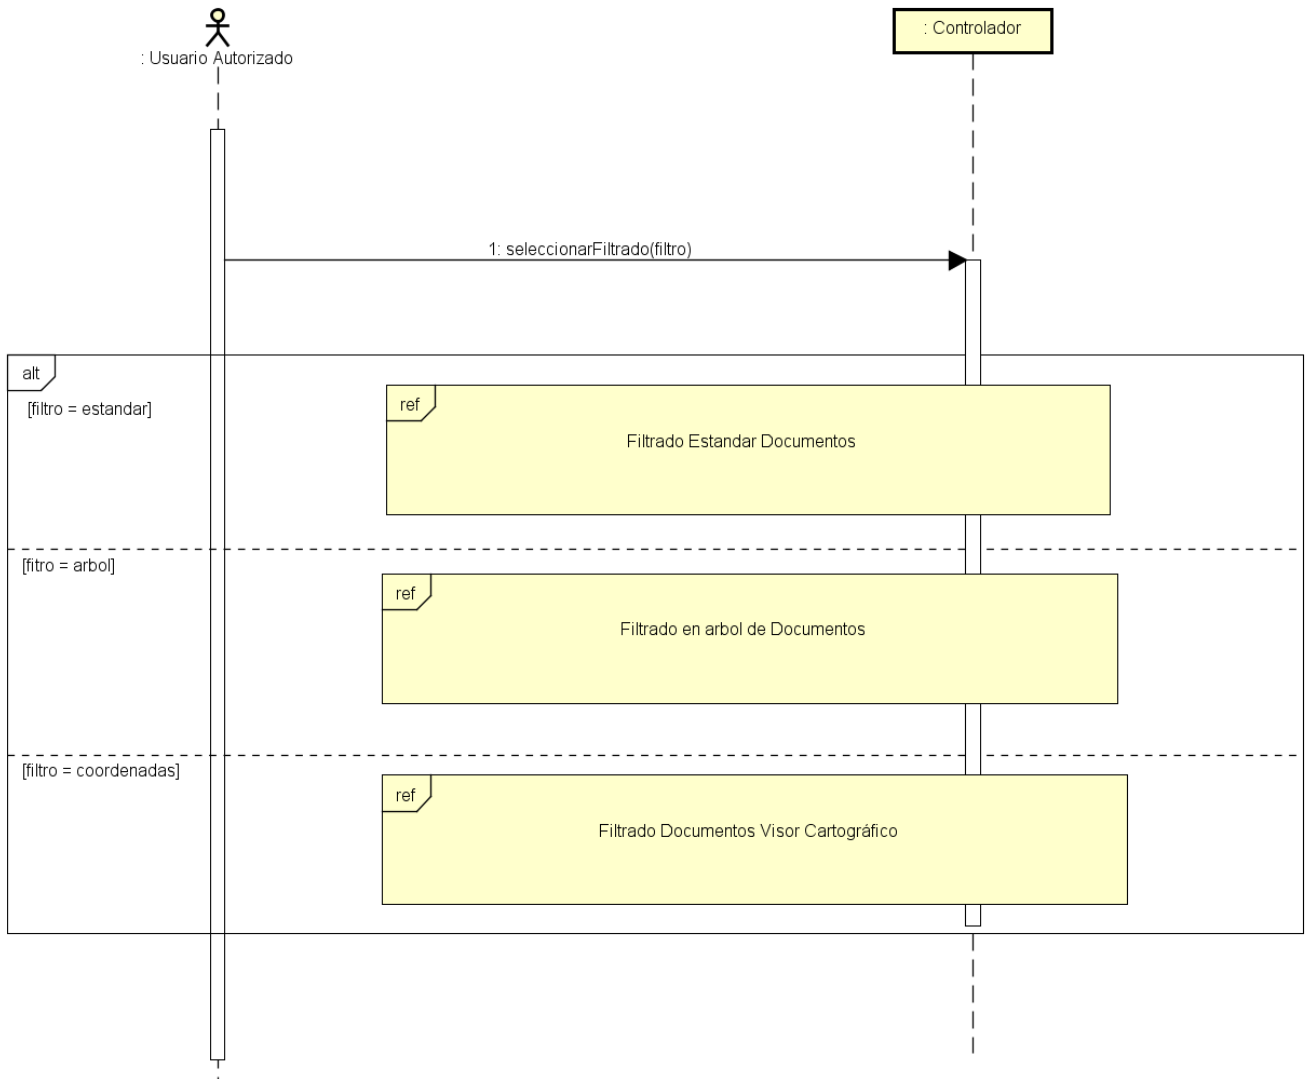 : Usuario Autorizado
: Controlador
1: seleccionarFiltrado(filtro)
alt
[filtro = estandar]
ref
Filtrado Estandar Documentos
[fitro = arbol]
ref
Filtrado en arbol de Documentos
[filtro = coordenadas]
ref
Filtrado Documentos Visor Cartográfico